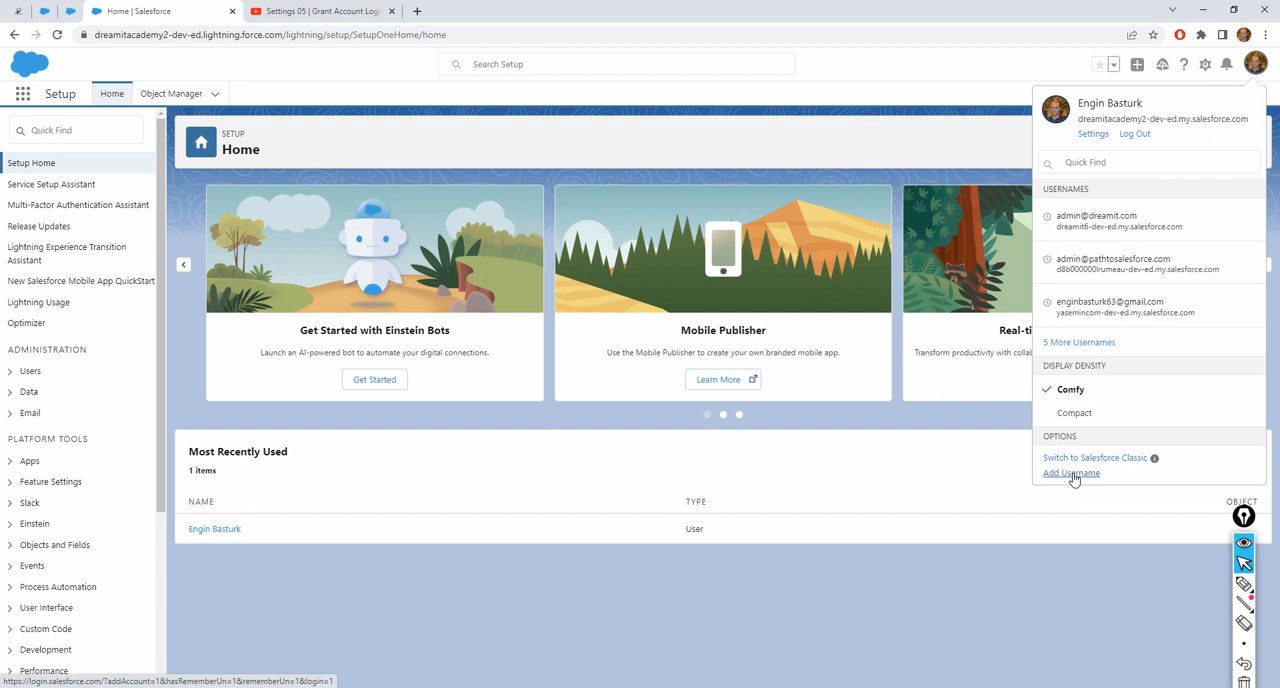 Home | Salesforce
Settings 05 | Grant Account Logi
dreamitacademy2-dev-ed.lightning.force.com/lightning/setup/SetupOneHome/home
Search Setup
Setup
Home
Object Manager
Quick Find
Setup Home
Service Setup Assistant
Multi-Factor Authentication Assistant
Release Updates
Lightning Experience Transition
Assistant
New Salesforce Mobile App QuickStart
Lightning Usage
Optimizer
ADMINISTRATION
Users
Data
Email
PLATFORM TOOLS
Apps
Feature Settings
Slack
Einstein
Objects and Fields
Events
Process Automation
User Interface
Custom Code
Development
Performance
SETUP
Home
Get Started with Einstein Bots
Launch an AI-powered bot to automate your digital connections.
Get Started
Mobile Publisher
Use the Mobile Publisher to create your own branded mobile app.
Learn More
Real-ti
Transform productivity with collab
Most Recently Used
1 items
NAME
TYPE
OBJECT
Engin Basturk
User
Engin Basturk
dreamitacademy2-dev-ed.my.salesforce.com
Settings
Log Out
Quick Find
USERNAMES
admin@dreamit.com
dreamit6-dev-ed.my.salesforce.com
admin@pathtosalesforce.com
d8b000000lrumeau-dev-ed.my.salesforce.com
enginbasturk63@gmail.com
yasemincom-dev-ed.my.salesforce.com
5 More Usernames
DISPLAY DENSITY
Comfy
Compact
OPTIONS
Switch to Salesforce Classic
Add Username
https://login.salesforce.com/?addAccount=1&hasRememberUn=1&rememberUn=1&login=1